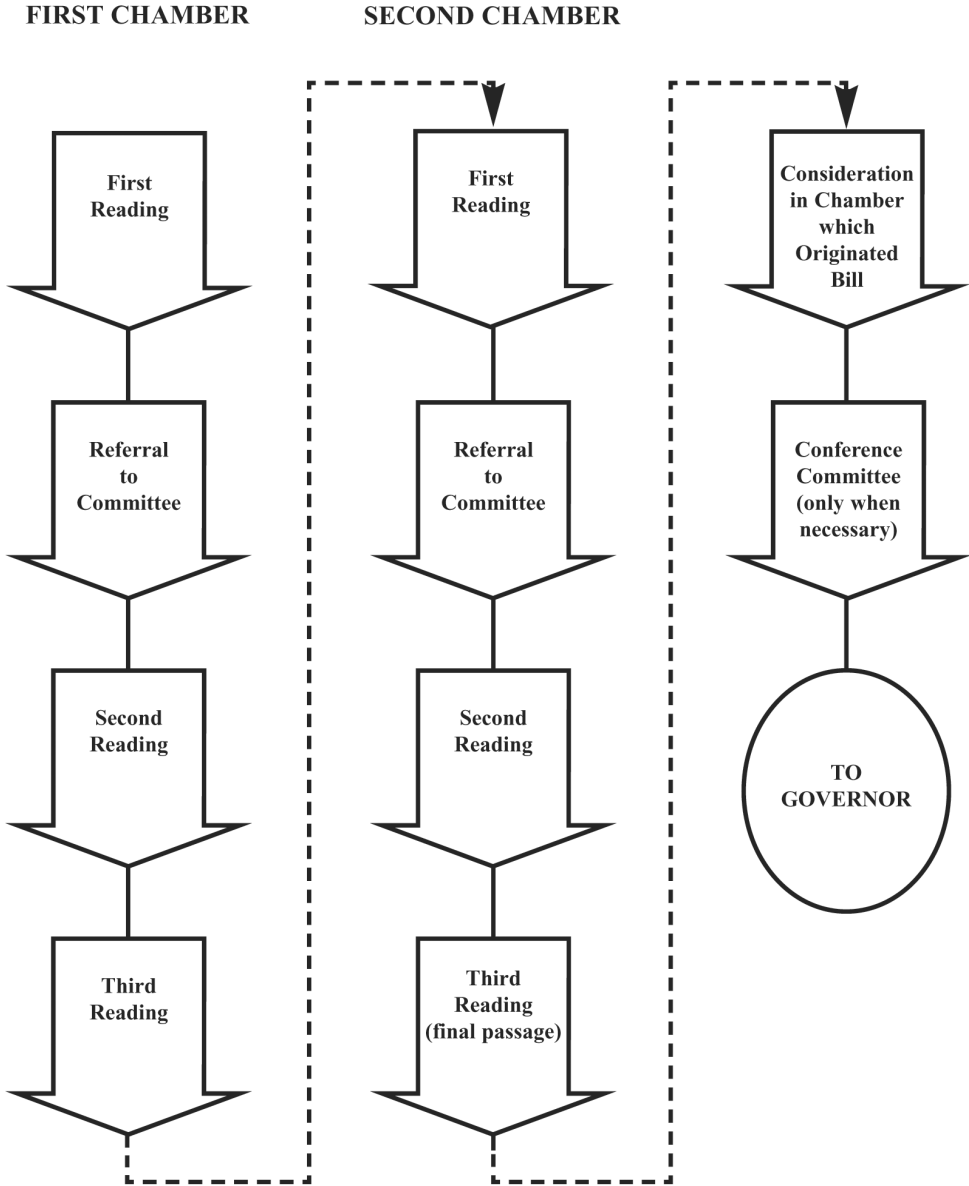 FIRST CHAMBER
First
Reading
Referral
to
Committee
Second
Reading
Third
Reading
SECOND CHAMBER
First
Reading
Referral
to
Committee
Second
Reading
Third
Reading
(final passage)
Consideration
in Chamber
which
Originated
Bill
Conference
Committee
(only when
necessary)
TO
GOVERNOR